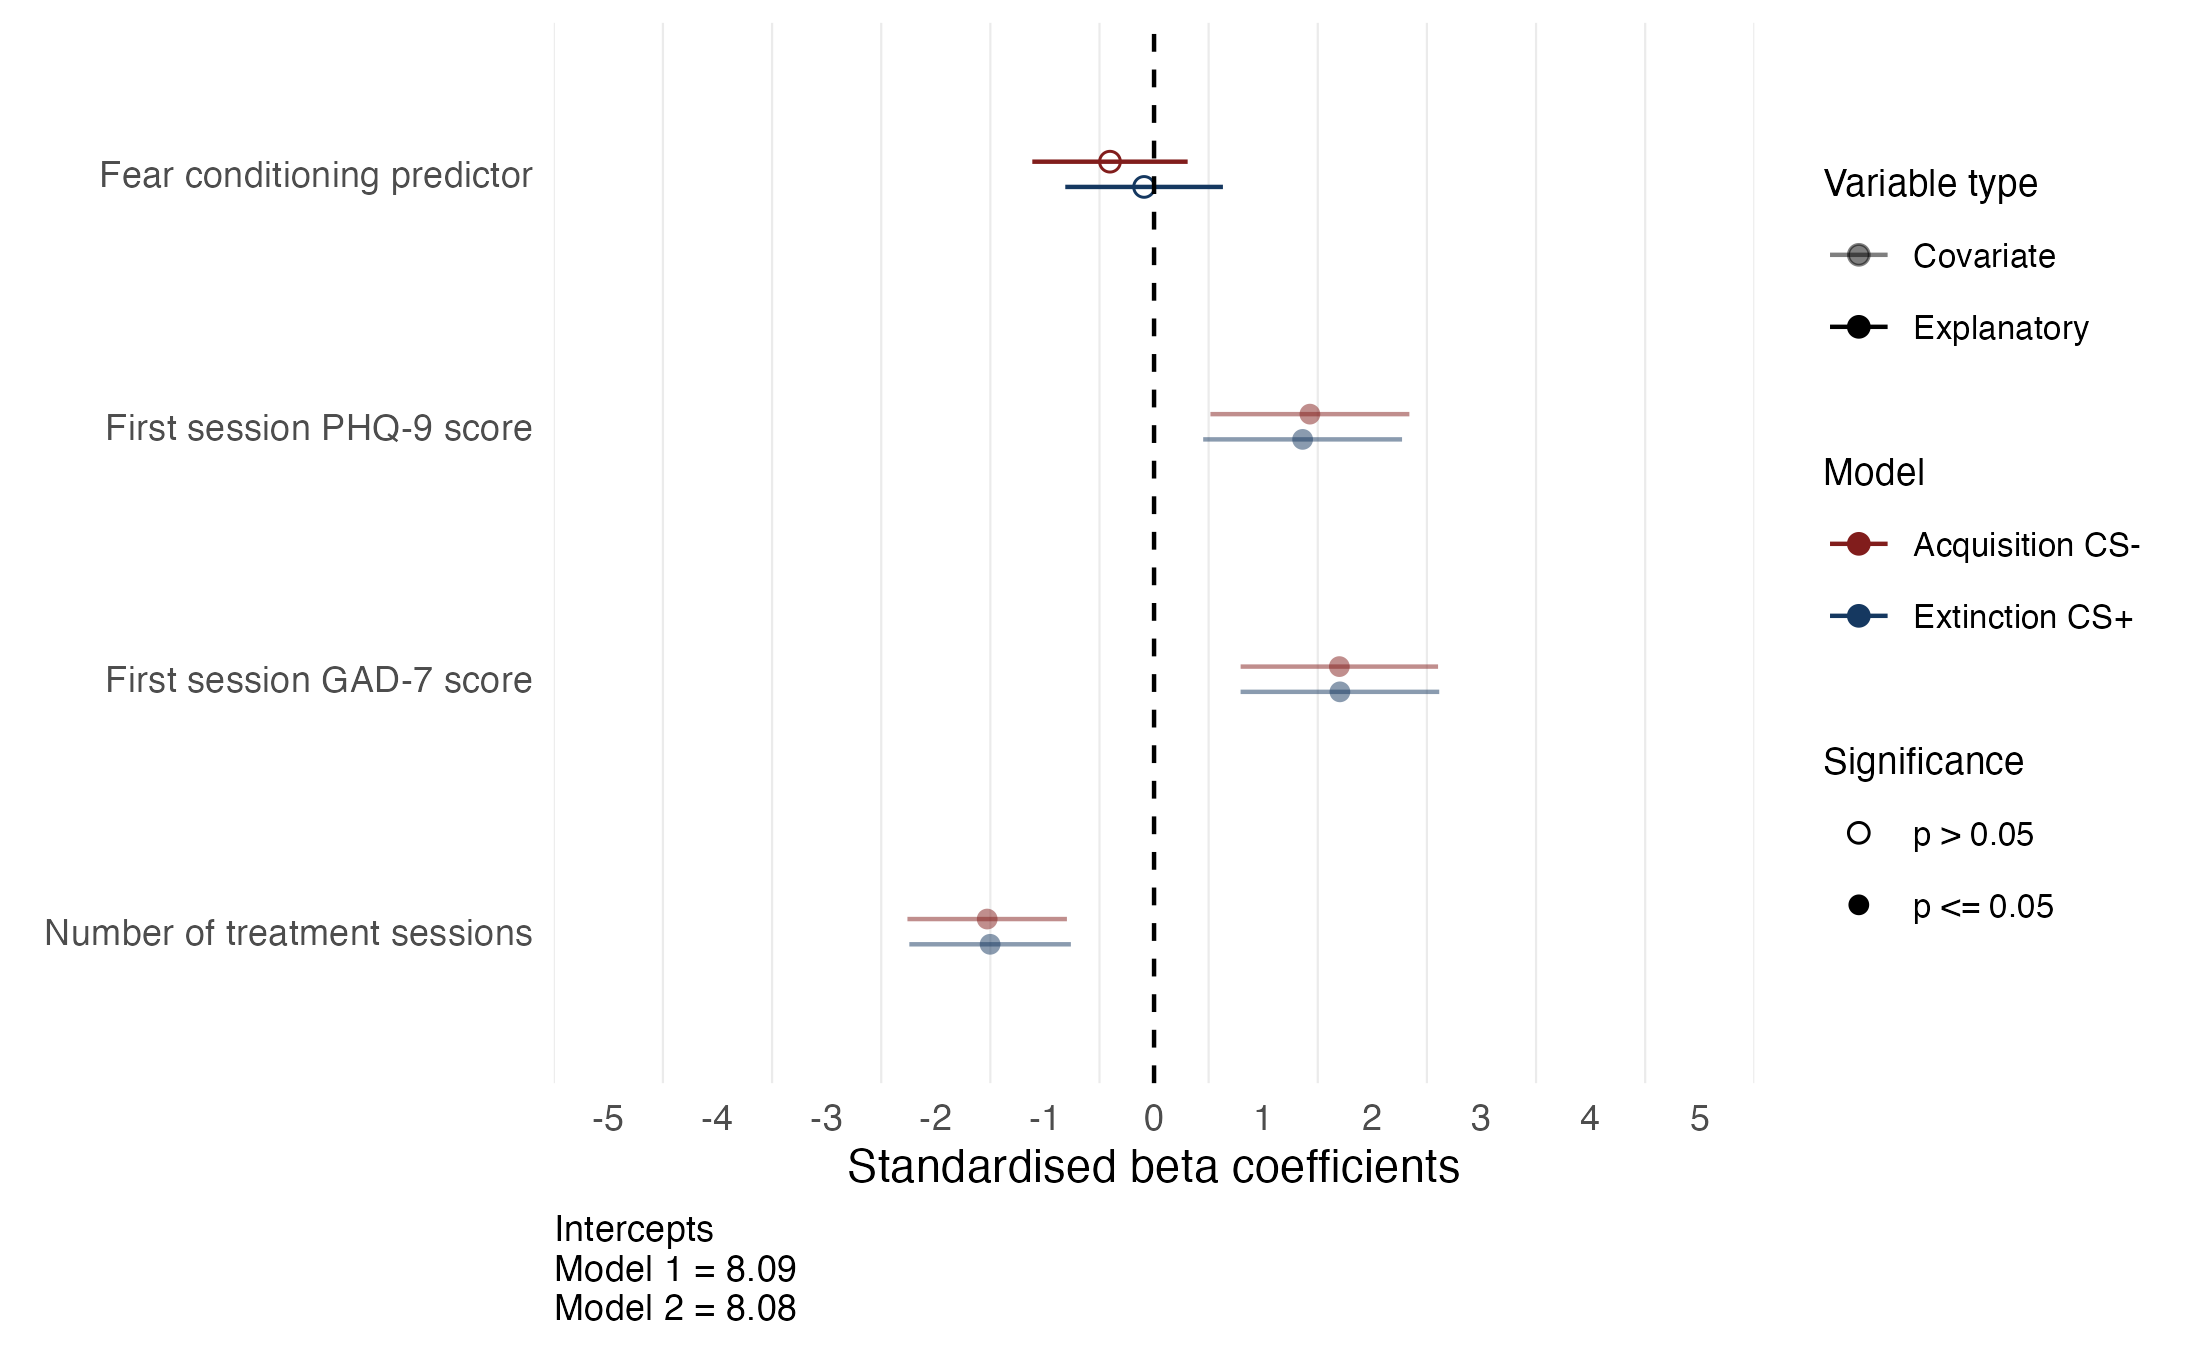 Fear conditioning predictor
First session PHQ-9 score
First session GAD-7 score
Number of treatment sessions
-5 -4 -3 -2 -1 0 1 2 3 4 5
Standardised beta coefficients
Intercepts
Model 1 = 8.09
Model 2 = 8.08
Variable type
Covariate
Explanatory
Model
Acquisition CS-
Extinction CS+
Significance
p > 0.05
p <= 0.05